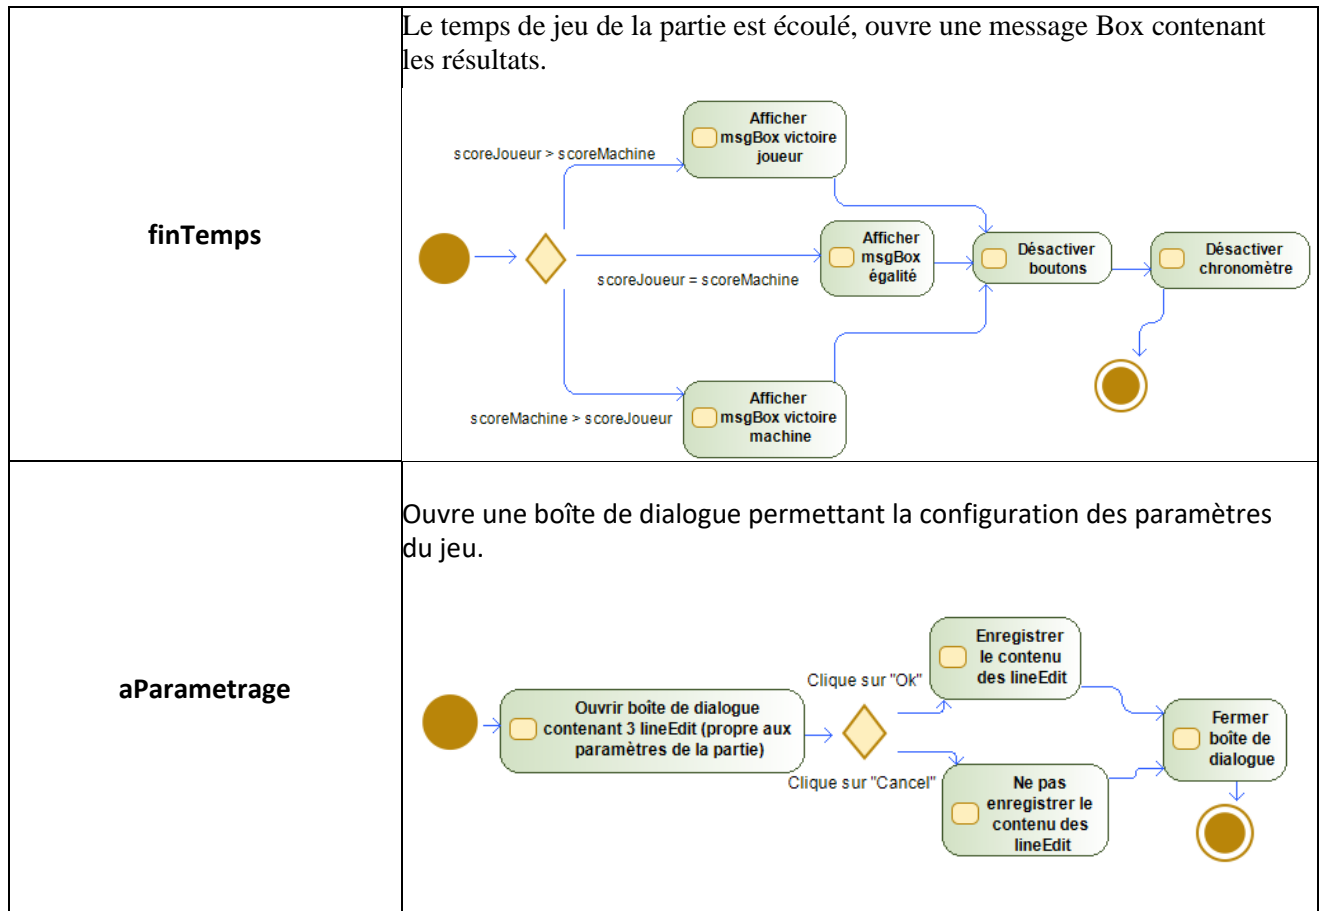 Le temps de jeu de la partie est écoulé, ouvre une message Box contenant
les résultats.
finTemps
scoreJoueur > scoreMachine
Afficher
msgBox victoire
joueur
scoreJoueur = scoreMachine
Afficher
msgBox
égalité
Désactiver
boutons
Désactiver
chronomètre
scoreMachine > scoreJoueur
Afficher
msgBox victoire
machine
Ouvre une boîte de dialogue permettant la configuration des paramètres
du jeu.
aParametrage
Ouvrir boîte de dialogue
contenant 3 lineEdit (propre aux
paramètres de la partie)
Clique sur "Ok"
Enregistrer
le contenu
des lineEdit
Clique sur "Cancel"
Ne pas
enregistrer le
contenu des
lineEdit
Fermer
boîte de
dialogue